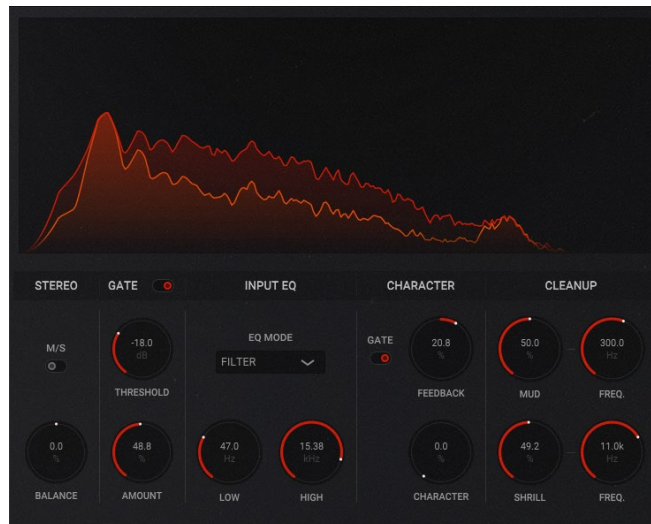 STEREO GATE INPUT EQ CHARACTER CLEANUP
M/S
-18.0
dB
THRESHOLD
EQ MODE
FILTER
GATE
20.8
%
FEEDBACK
50.0
%
MUD
300.0
Hz
FREQ.
0.0
%
BALANCE
48.8
%
AMOUNT
47.0
Hz
LOW
15.38
kHz
HIGH
0.0
%
CHARACTER
49.2
%
SHRILL
11.0k
Hz
FREQ.